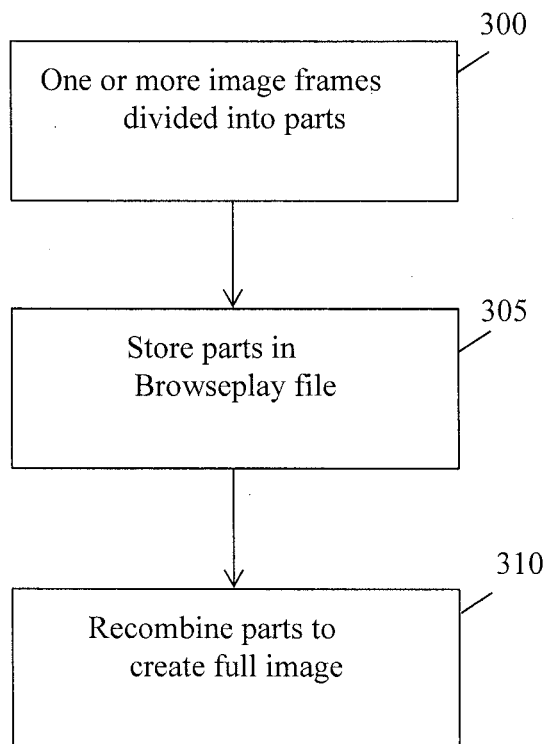 300
One or more image frames
divided into parts
305
Store parts in
Browseplay file
310
Recombine parts to
create full image